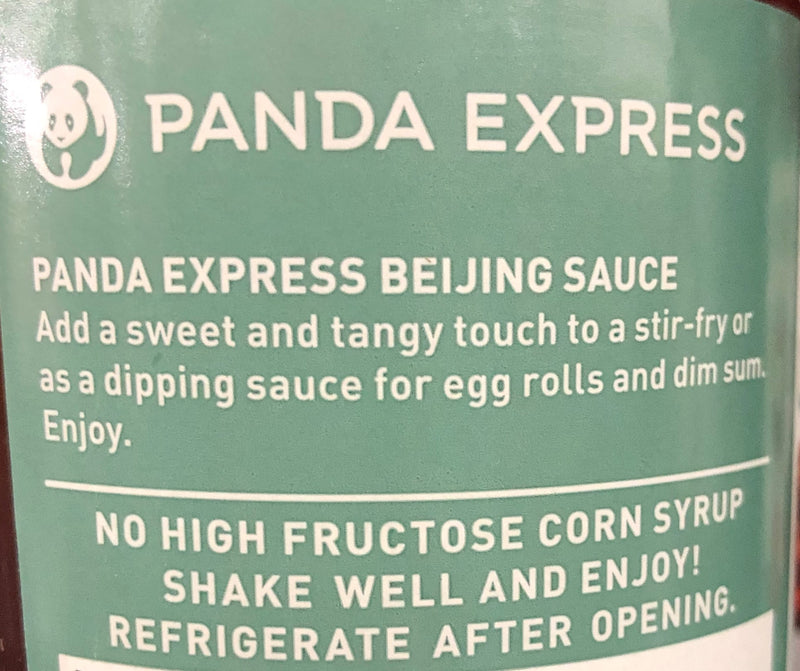 PANDA EXPRESS
PANDA EXPRESS BEIJING SAUCE
Add a sweet and tangy touch to a stir-fry or
as a dipping sauce for egg rolls and dim sum.
Enjoy.
NO HIGH FRUCTOSE CORN SYRUP
SHAKE WELL AND ENJOY!
REFRIGERATE AFTER OPENING.